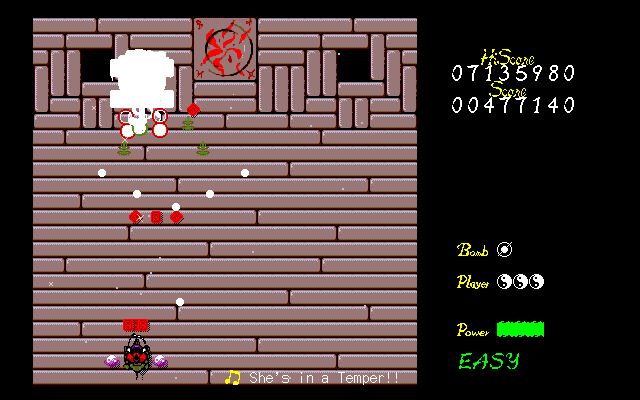 HiScore
07135980
Score
00477140
Bomb
Player
Power
EASY
♫ She's in a Temper!!